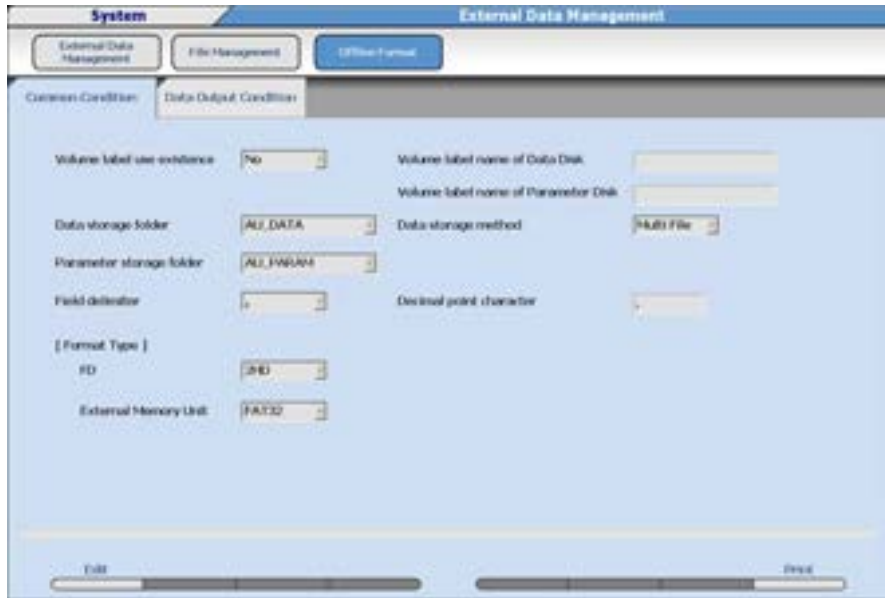 System External Data Management
External Data
Management
File Management
Offline Format
Common Condition Data Output Condition
Volume label use existence No Volume label name of Data Disk
Volume label name of Parameter Disk
Data storage folder AU_DATA Data storage method Multi File
Parameter storage folder AU_PARAM
Field delimiter , Decimal point character .
[ Format Type ]
FD 2HD
External Memory Unit FAT32
Edit Print